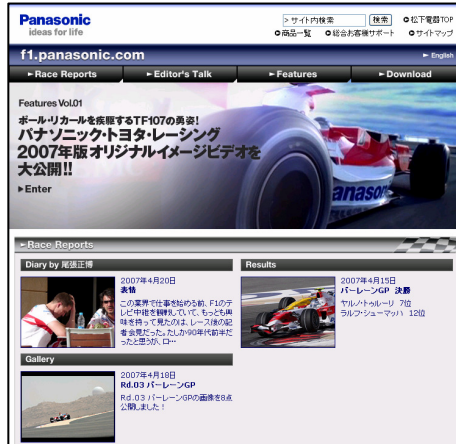 Panasonic
ideas for life
>サイト内検索 検索 松下電器TOP
商品一覧 総合お客様サポート サイトマップ
f1.panasonic.com
English
Race Reports Editor's Talk Features Download
Features Vol.01
ポール・リカールを疾駆するTF107の勇姿!
パナソニック・トヨタ・レーシング
2007年版オリジナルイメージビデオを
大公開!!
Enter
Panasonic
Race Reports
Diary by 尾張正博
2007年4月20日
表情
この業界で仕事を始める前、F1のテ
レビ中継を観戦していて、もっとも興
味を持って見たのは、レース後の記
者会見だった。たしか90年代前半だ
ったと思うが、ロ…
Results
2007年4月15日
バーレーンGP 決勝
ヤルノ・トゥルーリ 7位
ラルフ・シューマッハ 12位
Gallery
2007年4月18日
Rd.03 バーレーンGP
Rd.03 バーレーンGPの画像を8点
公開しました!